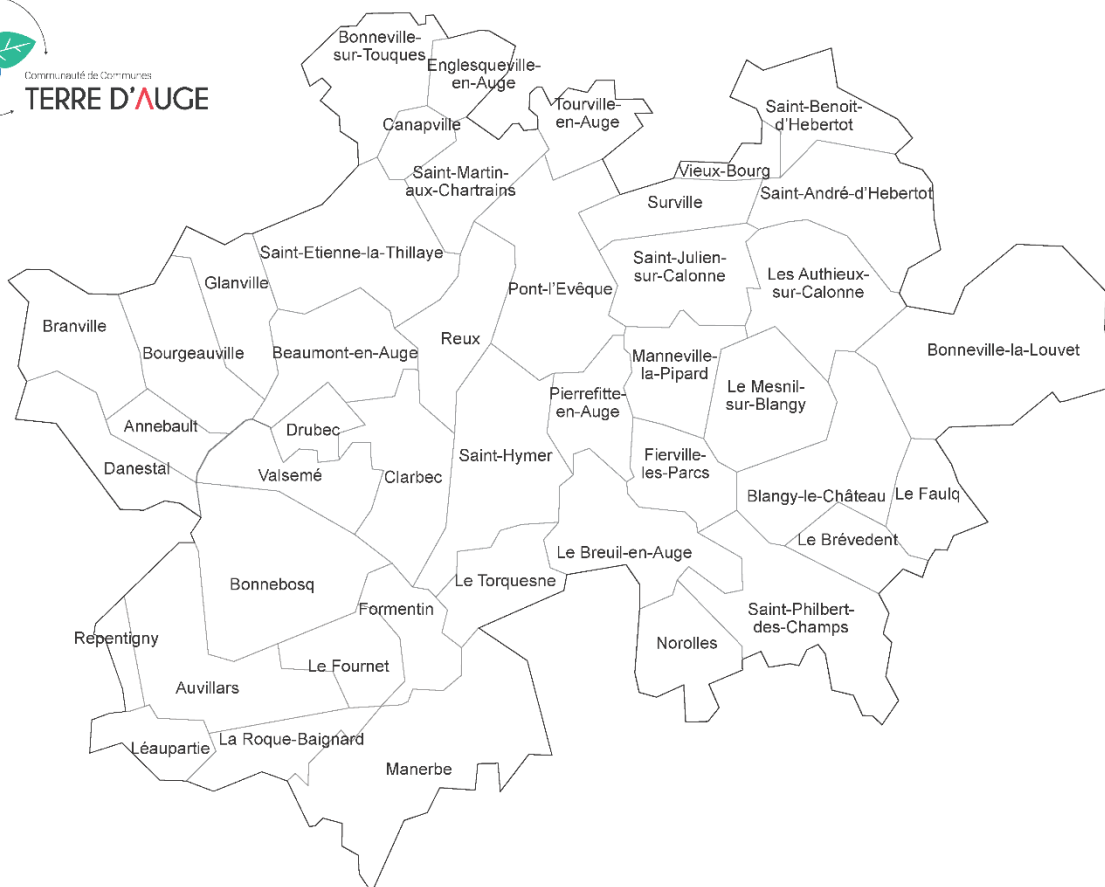 Communauté de Communes
TERRE D'AUGE
Bonneville-
sur-Touques
Englesqueville-
en-Auge
Tourville-
en-Auge
Saint-Benoit-
d'Hebertot
Canapville
Saint-Martin-
aux-Chartrains
Vieux-Bourg
Saint-André-d'Hebertot
Surville
Saint-Etienne-la-Thillaye
Saint-Julien-
sur-Calonne
Les Authieux-
sur-Calonne
Glanville
Pont-l'Evêque
Branville
Bourgeauville
Beaumont-en-Auge
Reux
Manneville-
la-Pipard
Bonneville-la-Louvet
Le Mesnil-
sur-Blangy
Pierrefitte-
en-Auge
Annebault
Drubec
Danestal
Valsemé
Clarbec
Saint-Hymer
Fierville-
les-Parcs
Blangy-le-Château
Le Faulq
Le Brévedent
Le Breuil-en-Auge
Le Torquesne
Bonnebosq
Formentin
Saint-Philbert-
des-Champs
Repentigny
Norolles
Le Fournet
Auvillars
Léaupartie
La Roque-Baignard
Manerbe